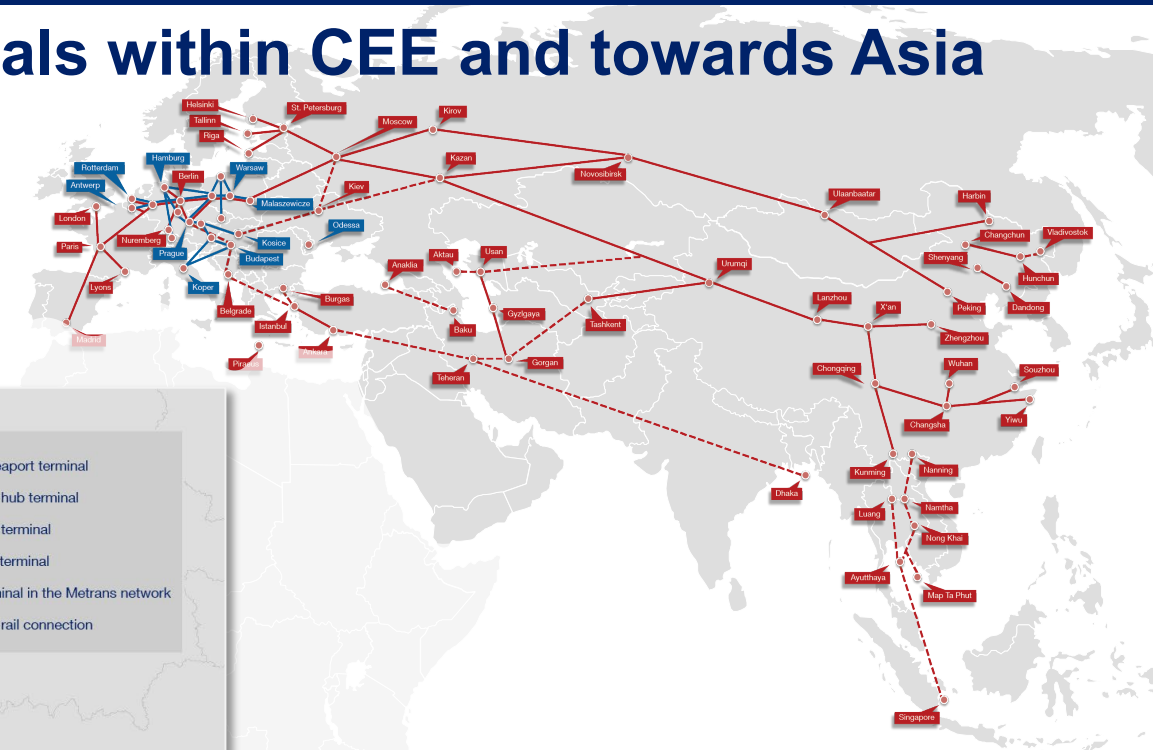 als within CEE and towards Asia
Helsinki
St. Petersburg
Tallinn
Riga
Moscow
Kirov
Hamburg
Rotterdam
Berlin
Warsaw
Antwerp
Kiev
Kazan
Novosibirsk
Malaszewicze
London
Nuremberg
Paris
Prague
Kosice
Odessa
Budapest
Lyons
Koper
Belgrade
Burgas
Istanbul
Madrid
Piraeus
Ankara
Anaklia
Aktau
Usan
Baku
Gyzlgaya
Teheran
Gorgan
Tashkent
Urumqi
Ulaanbaatar
Harbin
Changchun
Vladivostok
Shenyang
Hunchun
Dandong
Peking
Lanzhou
X'an
Zhengzhou
Chongqing
Wuhan
Souzhou
Changsha
Yiwu
Kunming
Nanning
Dhaka
Luang
Namtha
Nong Khai
Ayutthaya
Map Ta Phut
Singapore
aport terminal
hub terminal
terminal
terminal
inal in the Metrans network
rail connection